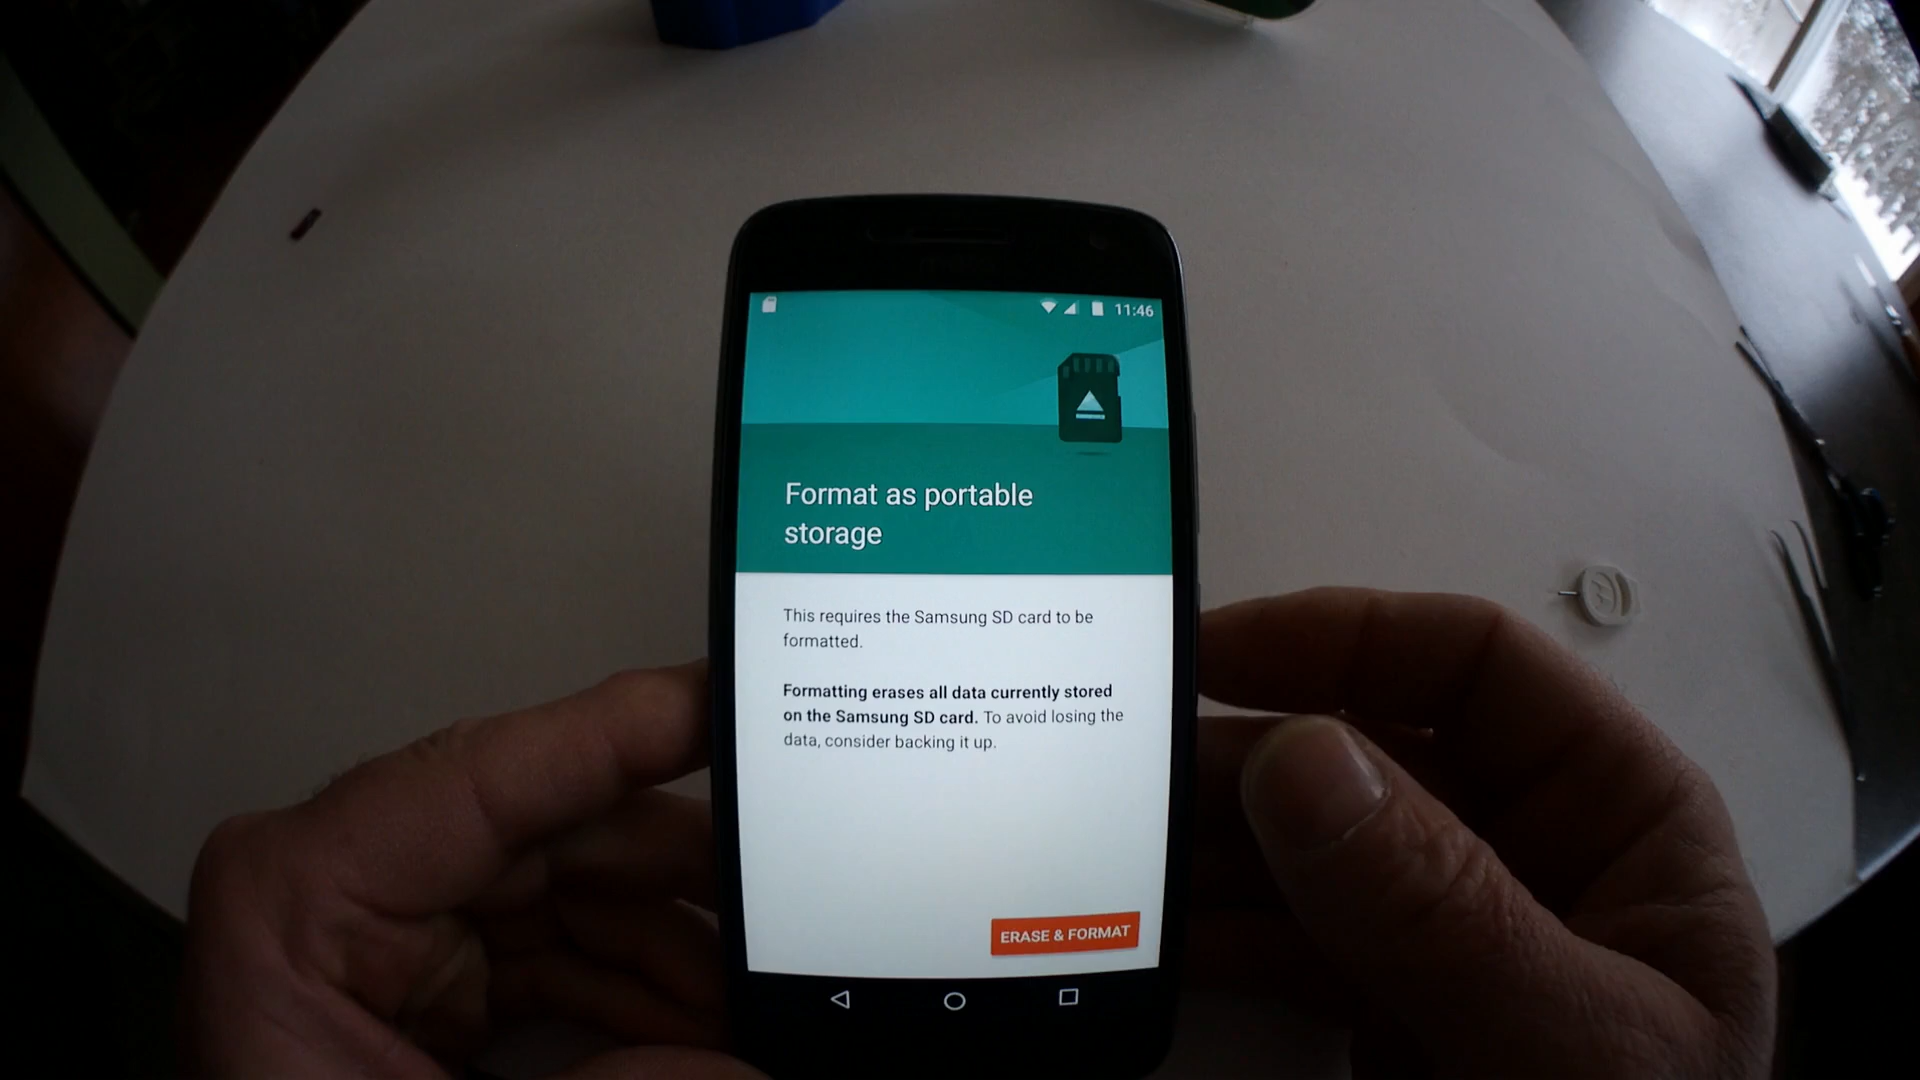 11:46
Format as portable
storage
This requires the Samsung SD card to be
formatted.
Formatting erases all data currently stored
on the Samsung SD card. To avoid losing the
data, consider backing it up.
ERASE & FORMAT